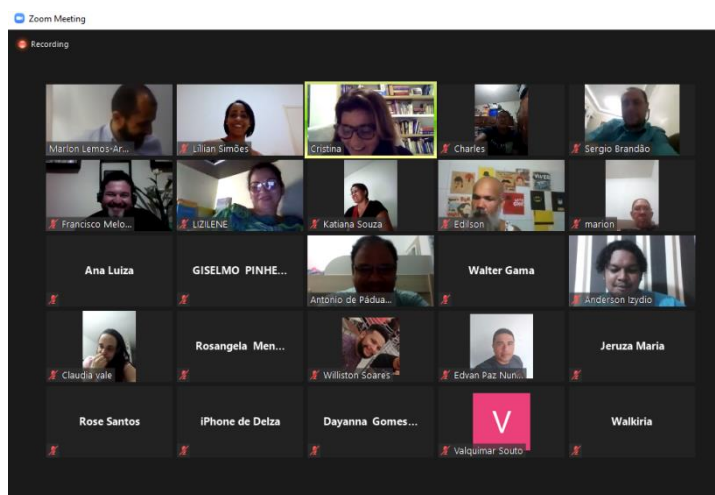 Zoom Meeting
Recording
Marlon Lemos-Ar...
Lílian Simões
Cristina
Charles
Sergio Brandão
Francisco Melo...
LIZILENE
Katiana Souza
Edilson
marion
Ana Luiza
GISELMO PINHE...
Antonio de Pádua...
Walter Gama
Anderson Izydio
Claudia vale
Rosangela Men...
Williston Soares
Edvan Paz Nun...
Jeruza Maria
Rose Santos
iPhone de Delza
Dayanna Gomes...
V
Valquimar Souto
Walkiria